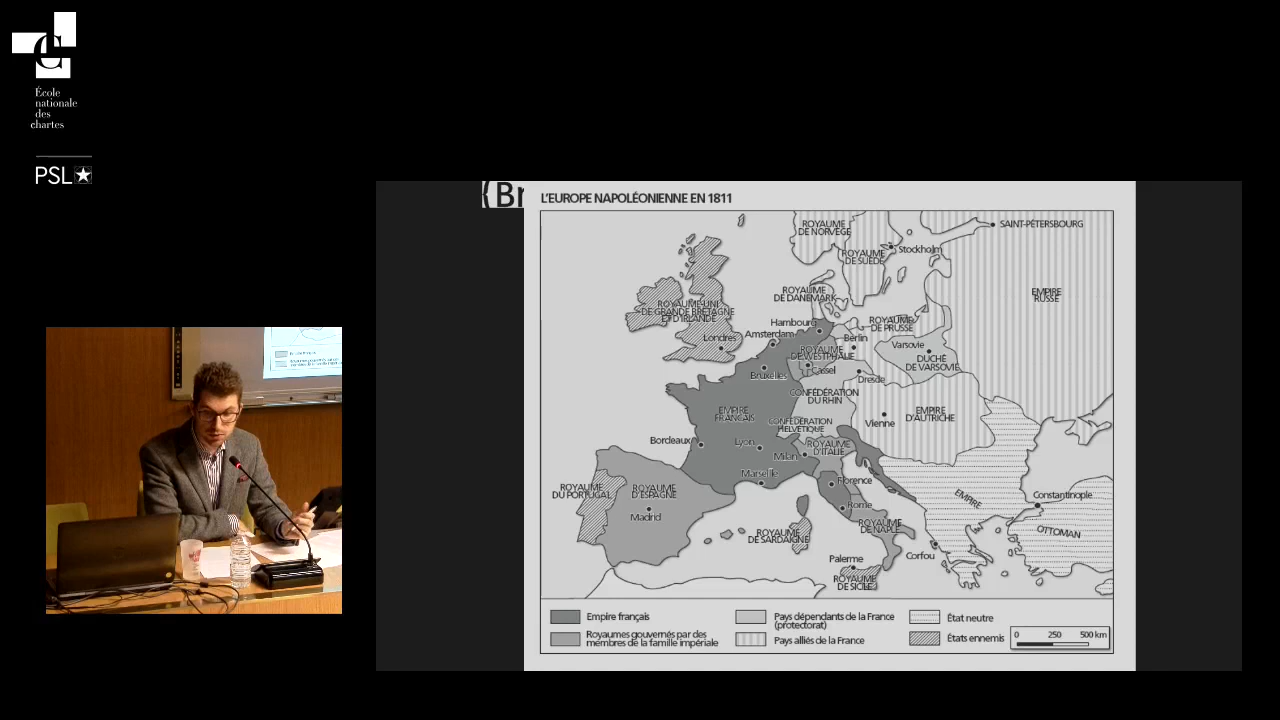 École
nationale
des
chartes
PSL
(Br
L'EUROPE NAPOLÉONIENNE EN 1811
ROYAUME
DE NORVÈGE
SAINT-PÉTERSBOURG
Stockholm
ROYAUME
DE SUÈDE
ROYAUME
DE DANEMARK
EMPIRE
RUSSE
ROYAUME-UNI
DE GRANDE BRETAGNE
ET D'IRLANDE
Hambourg
ROYAUME
DE PRUSSE
Londres
Amsterdam
Berlin
Varsovie
ROYAUME
DE WESTPHALIE
DUCHÉ
DE VARSOVIE
Bruxelles
Cassel
Dresde
CONFÉDÉRATION
DU RHIN
EMPIRE
FRANÇAIS
EMPIRE
D'AUTRICHE
Vienne
CONFÉDÉRATION
HELVÉTIQUE
Bordeaux
Lyon
Milan
ROYAUME
D'ITALIE
Marseille
Florence
ROYAUME
DU PORTUGAL
ROYAUME
D'ESPAGNE
Madrid
EMPIRE
OTTOMAN
Constantinople
Rome
ROYAUME
DE NAPLES
ROYAUME
DE SARDAIGNE
Corfou
Palerme
ROYAUME
DE SICILE
Empire français
Royaumes gouvernés par des
membres de la famille impériale
Pays dépendants de la France
(protectorat)
Pays alliés de la France
État neutre
États ennemis
0 250 500 km